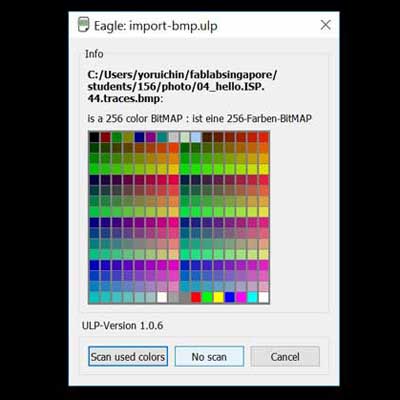 Eagle: import-bmp.ulp
Info
C:/Users/yoruichin/fablabsingapore/
students/156/photo/04_hello.ISP.
44.traces.bmp:
is a 256 color BitMAP : ist eine 256-Farben-BitMAP
ULP-Version 1.0.6
Scan used colors No scan Cancel